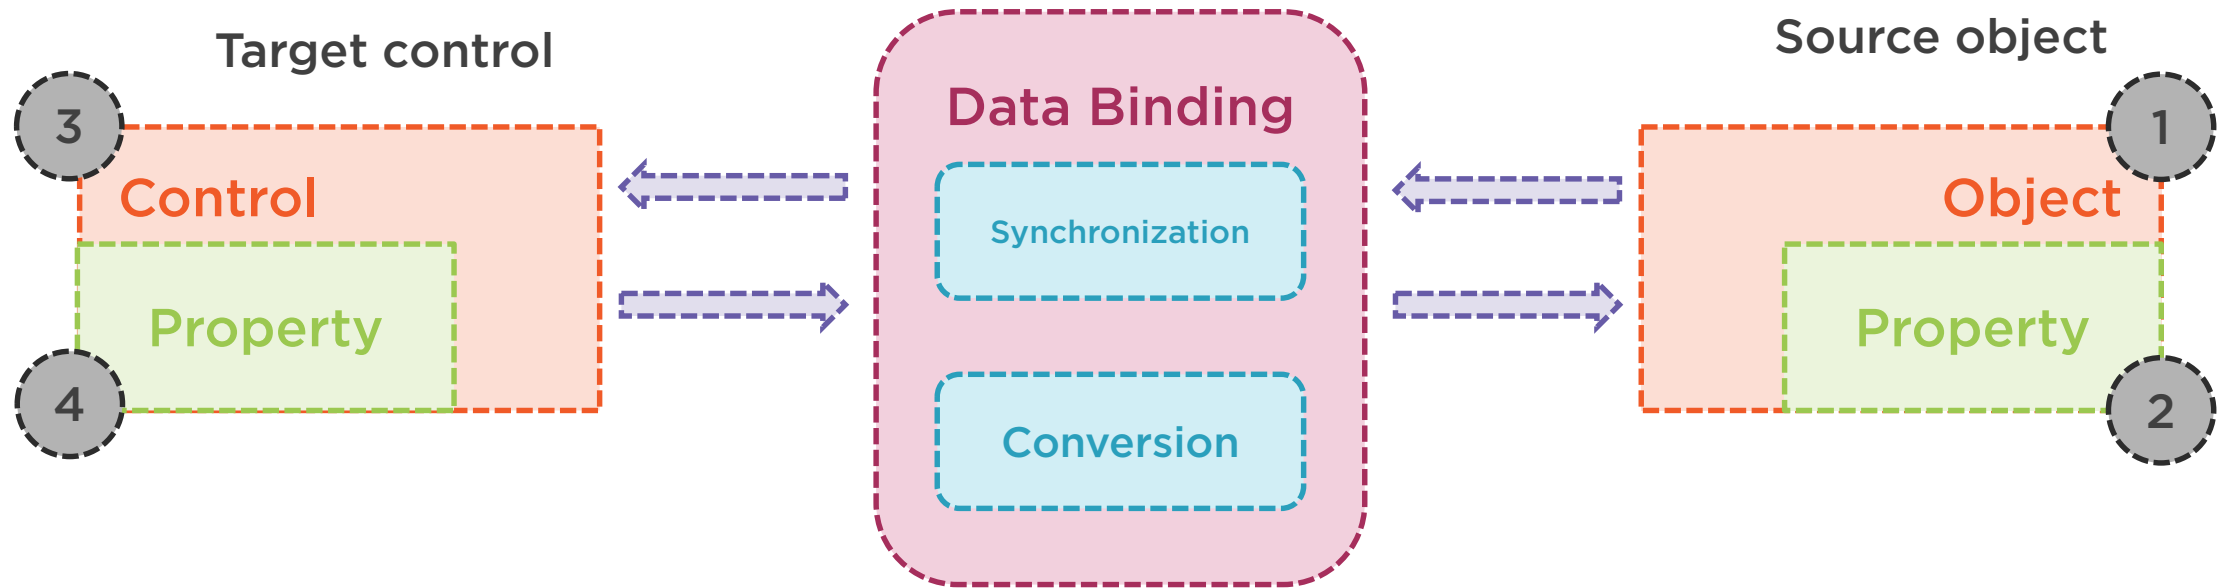 Target control
3
Control
Property
4
Data Binding
Synchronization
Conversion
Source object
1
Object
Property
2